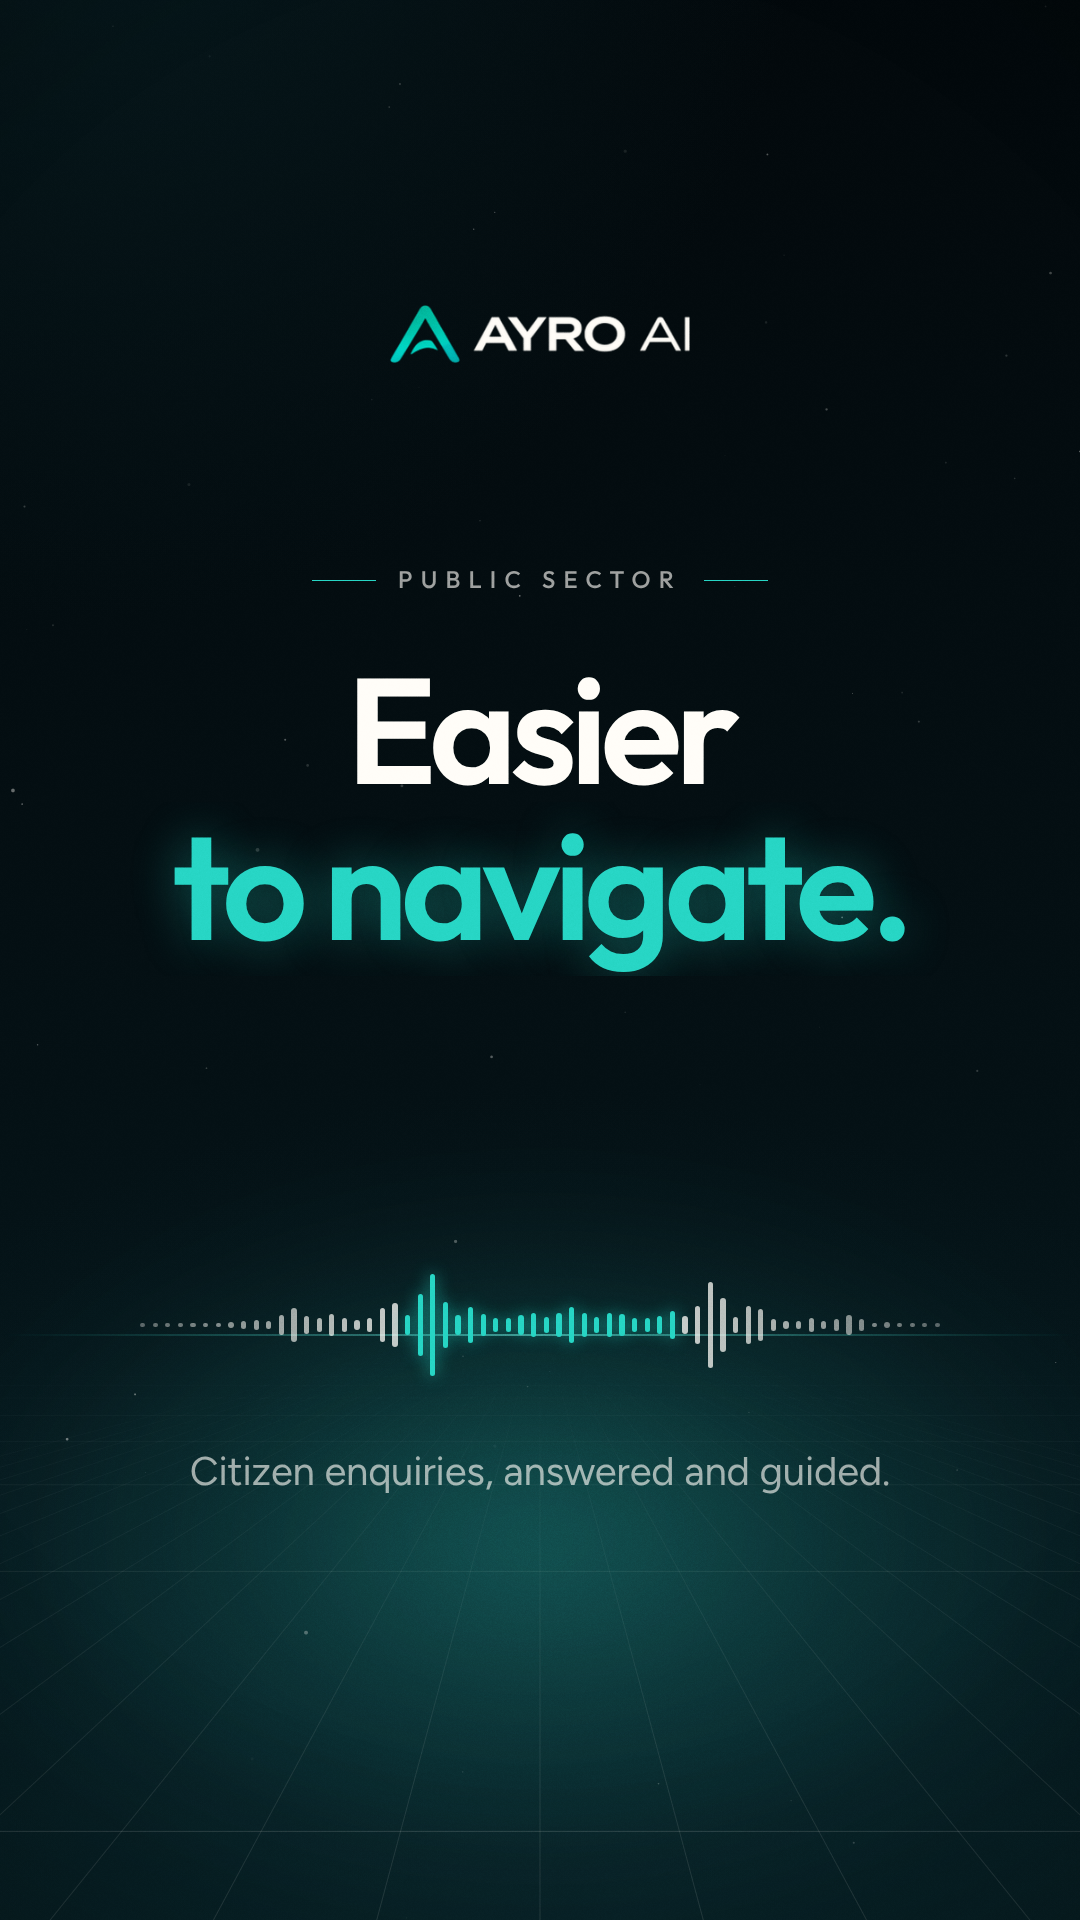 AYRO AI
PUBLIC SECTOR
Easier
to navigate.
Citizen enquiries, answered and guided.